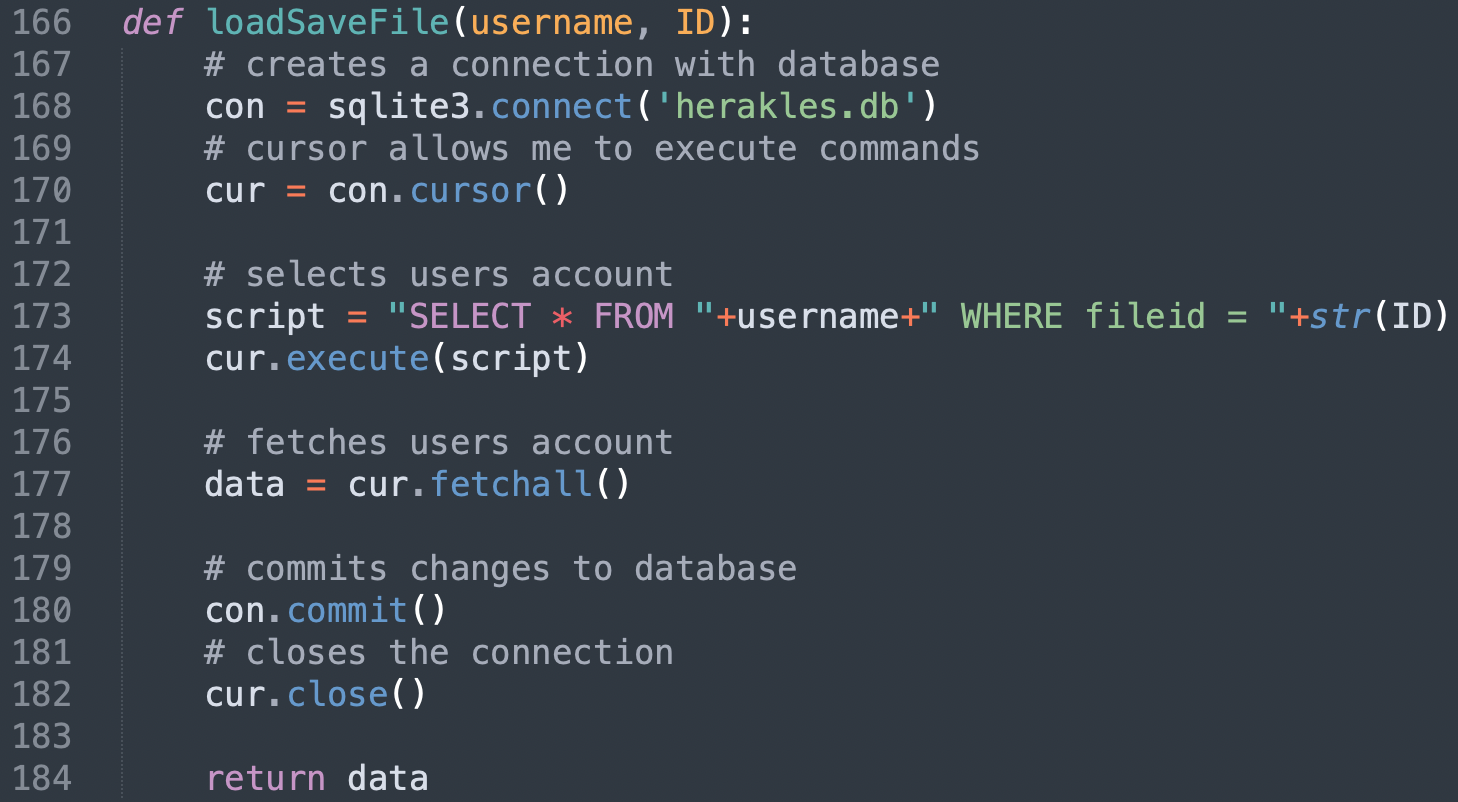 166 def loadSaveFile(username, ID):
167     # creates a connection with database
168     con = sqlite3.connect('herakles.db')
169     # cursor allows me to execute commands
170     cur = con.cursor()
171
172     # selects users account
173     script = "SELECT * FROM "+username+" WHERE fileid = "+str(ID)
174     cur.execute(script)
175
176     # fetches users account
177     data = cur.fetchall()
178
179     # commits changes to database
180     con.commit()
181     # closes the connection
182     cur.close()
183
184     return data